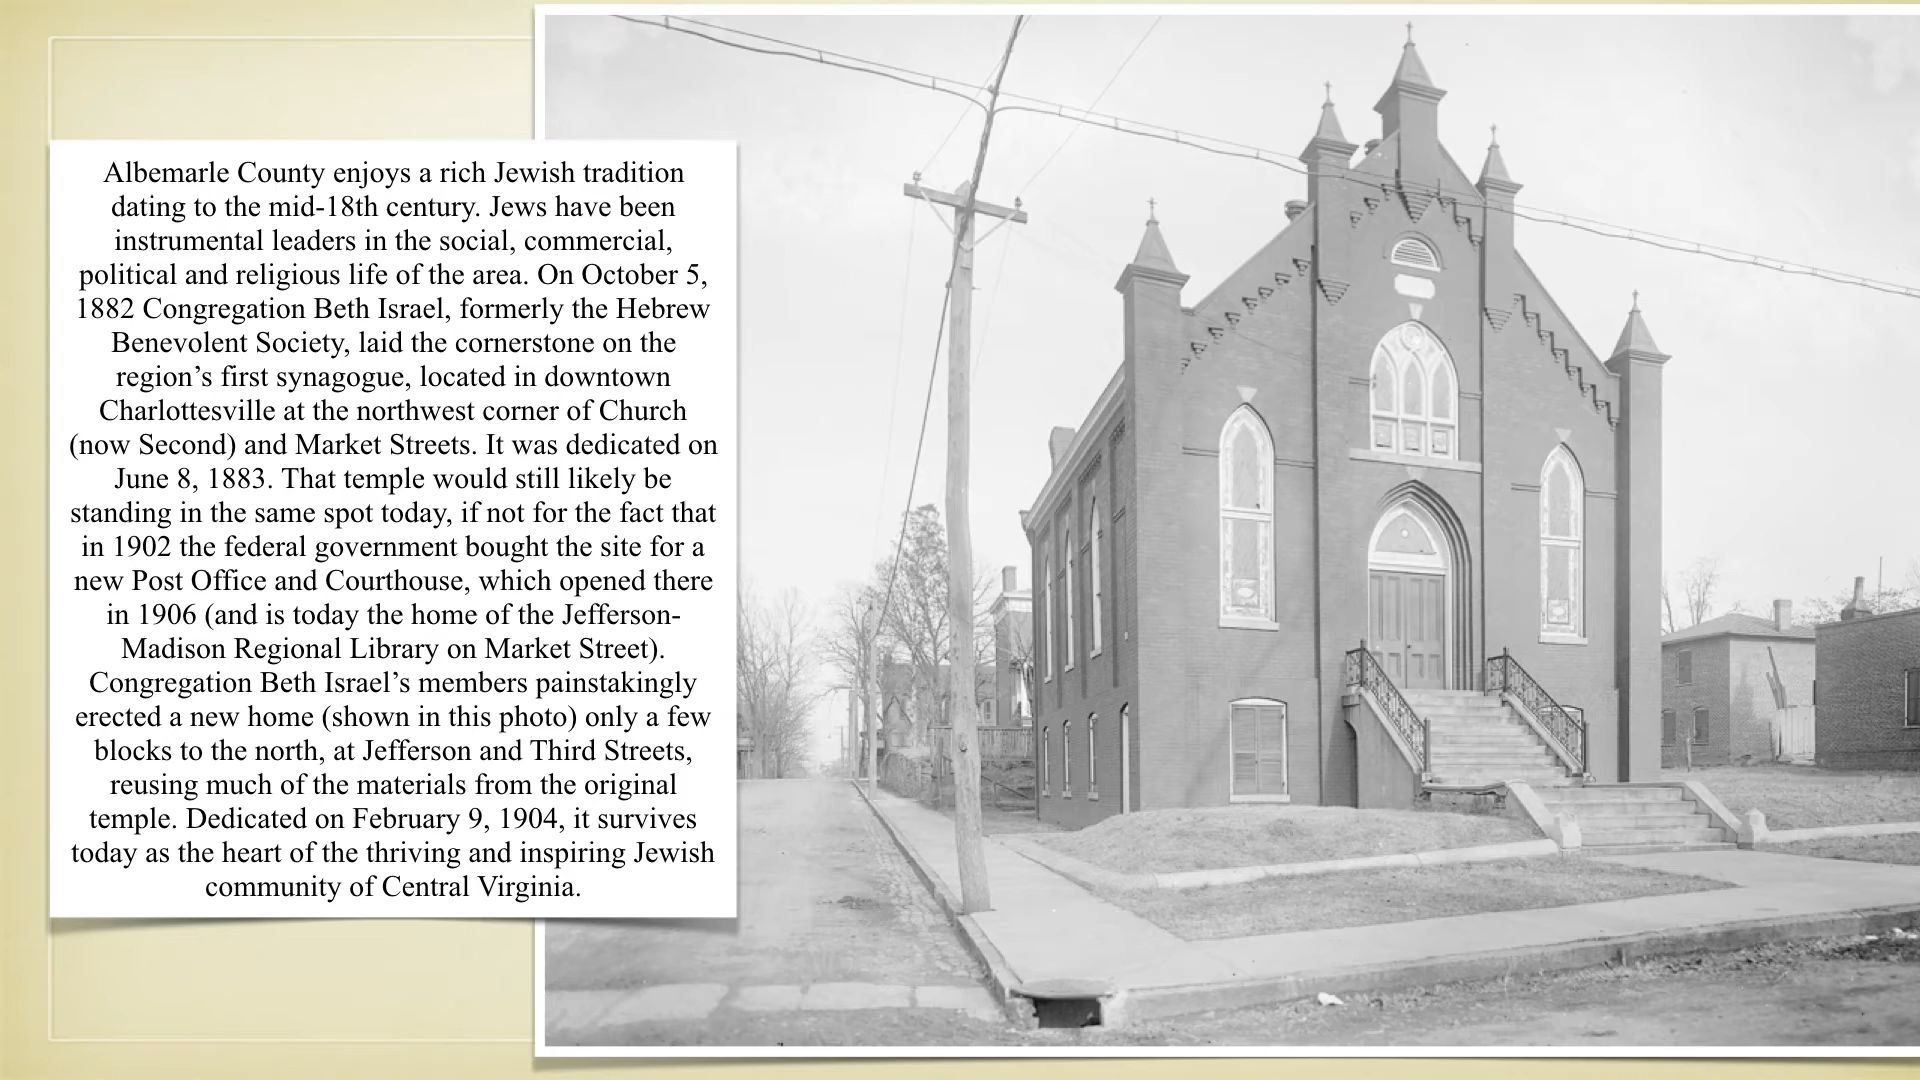 Albemarle County enjoys a rich Jewish tradition
dating to the mid-18th century. Jews have been
instrumental leaders in the social, commercial,
political and religious life of the area. On October 5,
1882 Congregation Beth Israel, formerly the Hebrew
Benevolent Society, laid the cornerstone on the
region’s first synagogue, located in downtown
Charlottesville at the northwest corner of Church
(now Second) and Market Streets. It was dedicated on
June 8, 1883. That temple would still likely be
standing in the same spot today, if not for the fact that
in 1902 the federal government bought the site for a
new Post Office and Courthouse, which opened there
in 1906 (and is today the home of the Jefferson-
Madison Regional Library on Market Street).
Congregation Beth Israel’s members painstakingly
erected a new home (shown in this photo) only a few
blocks to the north, at Jefferson and Third Streets,
reusing much of the materials from the original
temple. Dedicated on February 9, 1904, it survives
today as the heart of the thriving and inspiring Jewish
community of Central Virginia.